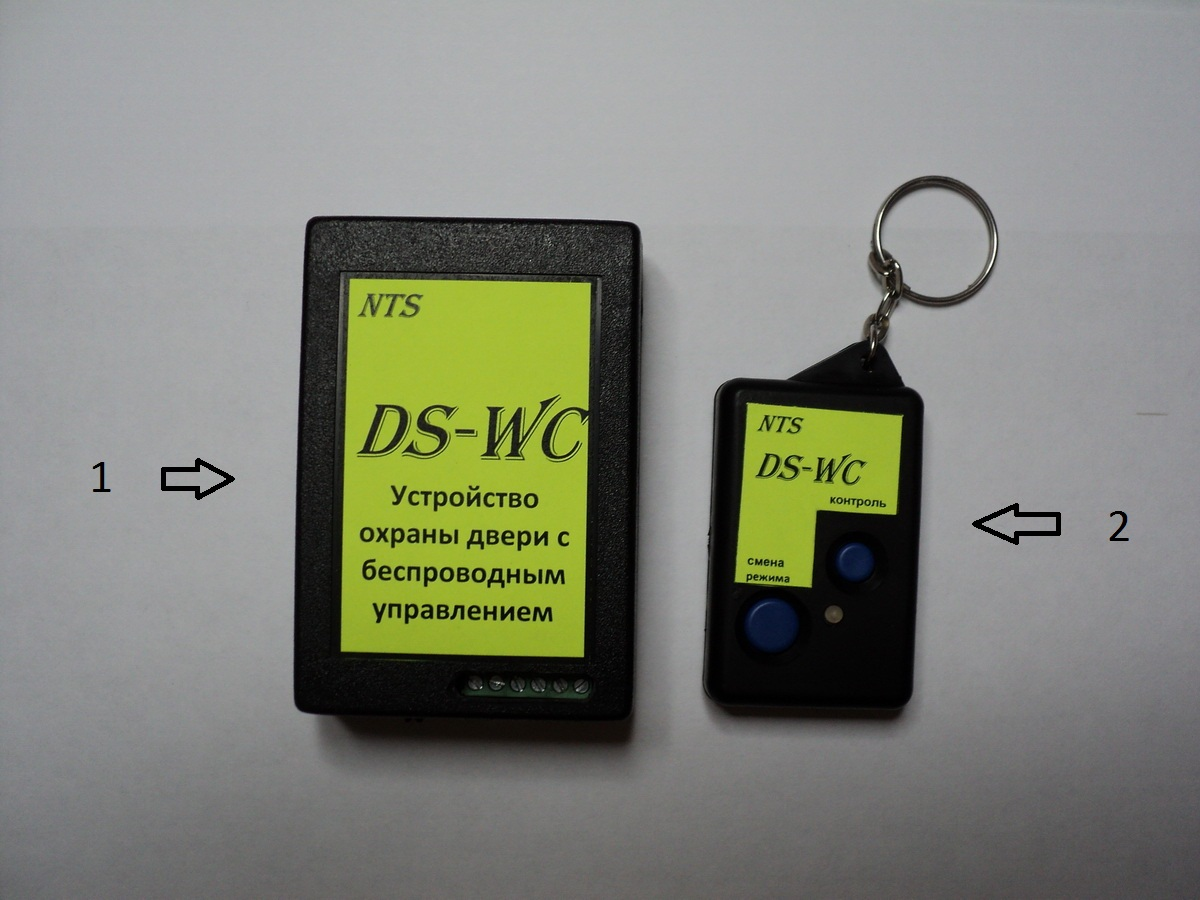 NTS
DS-WC
Устройство
охраны двери с
беспроводным
управлением
1
NTS
DS-WC
контроль
смена
режима
2